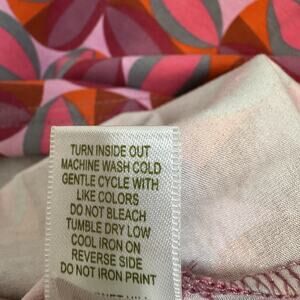 TURN INSIDE OUT
MACHINE WASH COLD
GENTLE CYCLE WITH
LIKE COLORS
DO NOT BLEACH
TUMBLE DRY LOW
COOL IRON ON
REVERSE SIDE
DO NOT IRON PRINT